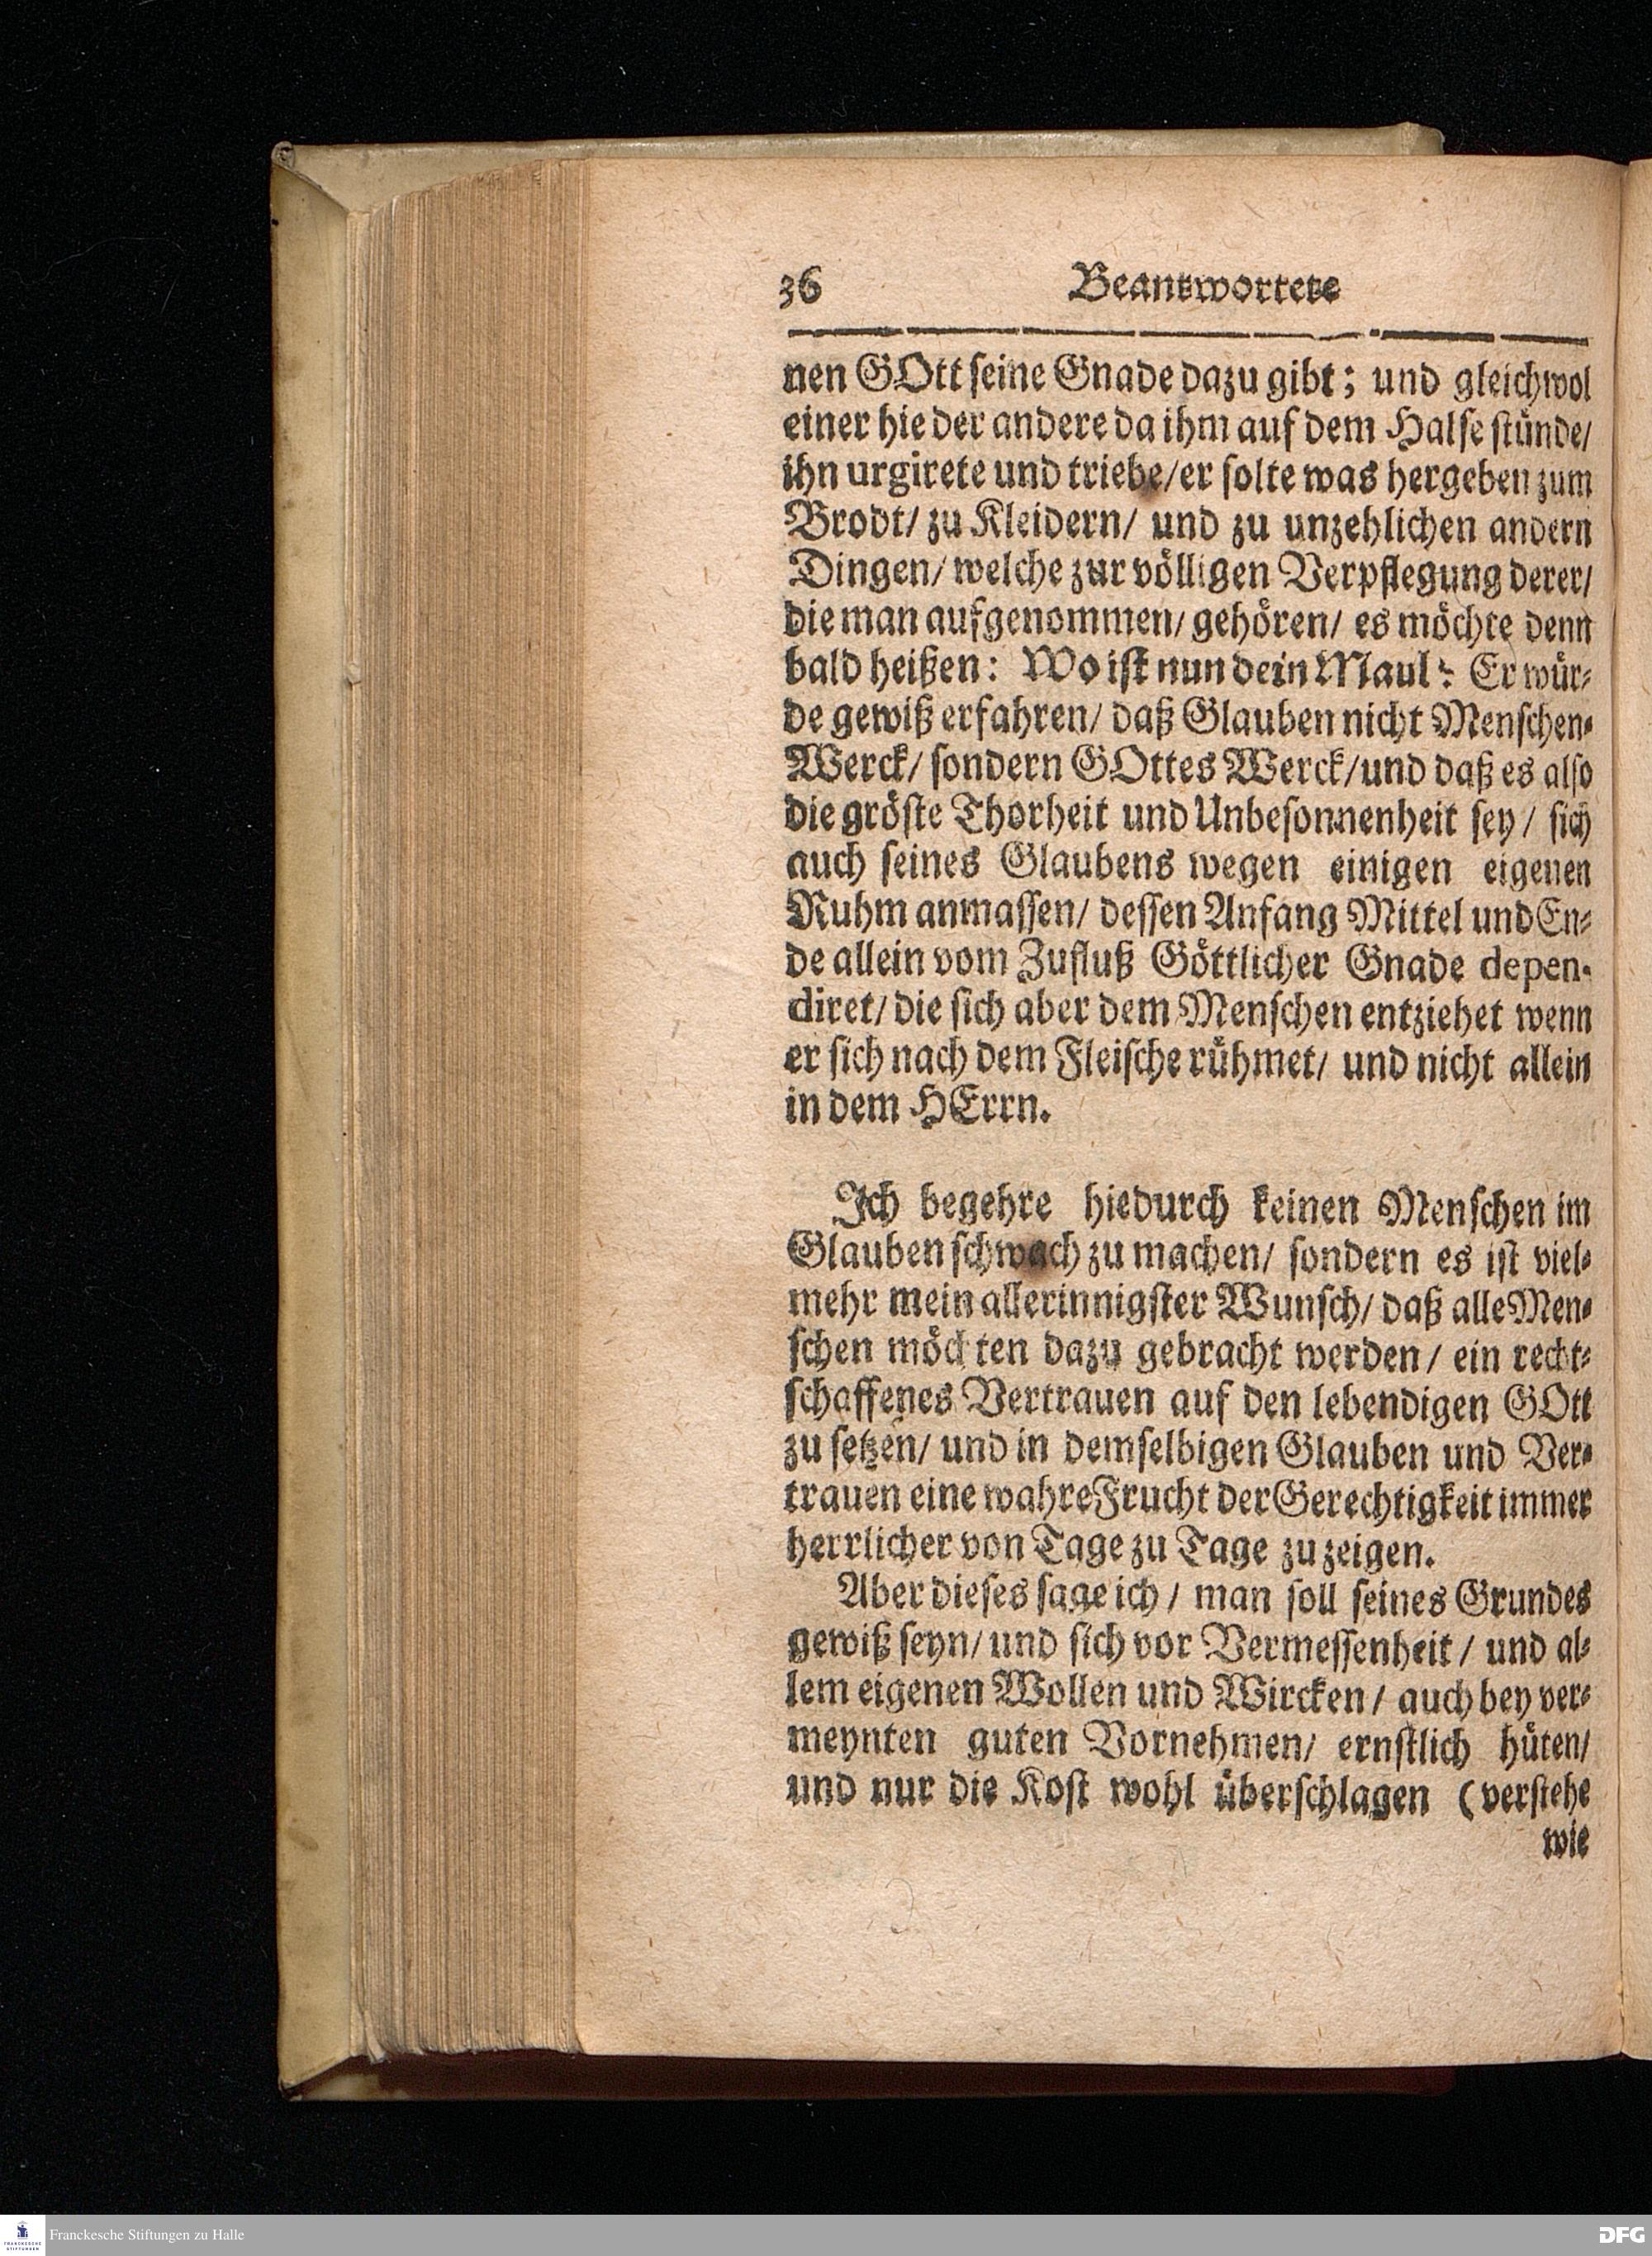 36 Beantwortete
nen GOtt seine Gnade dazu gibt; und gleichwol
einer hie der andere da ihm auf dem Halse stünde/
ihn urgirete und triebe/er solte was hergeben zum
Brodt/ zu Kleidern/ und zu unzehlichen andern
Dingen/ welche zur völligen Verpflegung derer/
die man aufgenommen/ gehören/ es möchte denn
bald heißen: Wo ist nun dein Maul? Er wür-
de gewiß erfahren/ daß Glauben nicht Menschen-
Werck/ sondern GOttes Werck/und daß es also
die gröste Thorheit und Unbesonnenheit sey/ sich
auch seines Glaubens wegen einigen eigenen
Ruhm anmassen/ dessen Anfang Mittel und En-
de allein vom Zufluß Göttlicher Gnade depen-
diret/ die sich aber dem Menschen entziehet wenn
er sich nach dem Fleische rühmet/ und nicht allein
in dem HErrn.
Ich begehre hiedurch keinen Menschen im
Glauben schwach zu machen/ sondern es ist viel-
mehr mein allerinnigster Wunsch/ daß alle Men-
schen möchten dazu gebracht werden/ ein recht-
schaffenes Vertrauen auf den lebendigen GOtt
zu setzen/ und in demselbigen Glauben und Ver-
trauen eine wahre Frucht der Gerechtigkeit immer
herrlicher von Tage zu Tage zu zeigen.
Aber dieses sage ich/ man soll seines Grundes
gewiß seyn/ und sich vor Vermessenheit/ und al-
lem eigenen Wollen und Wircken/ auch bey ver-
meynten guten Vornehmen/ ernstlich hüten/
und nur die Kost wohl überschlagen (verstehe
wie
FRANCKESCHE STIFTUNGEN
Franckesche Stiftungen zu Halle
DFG